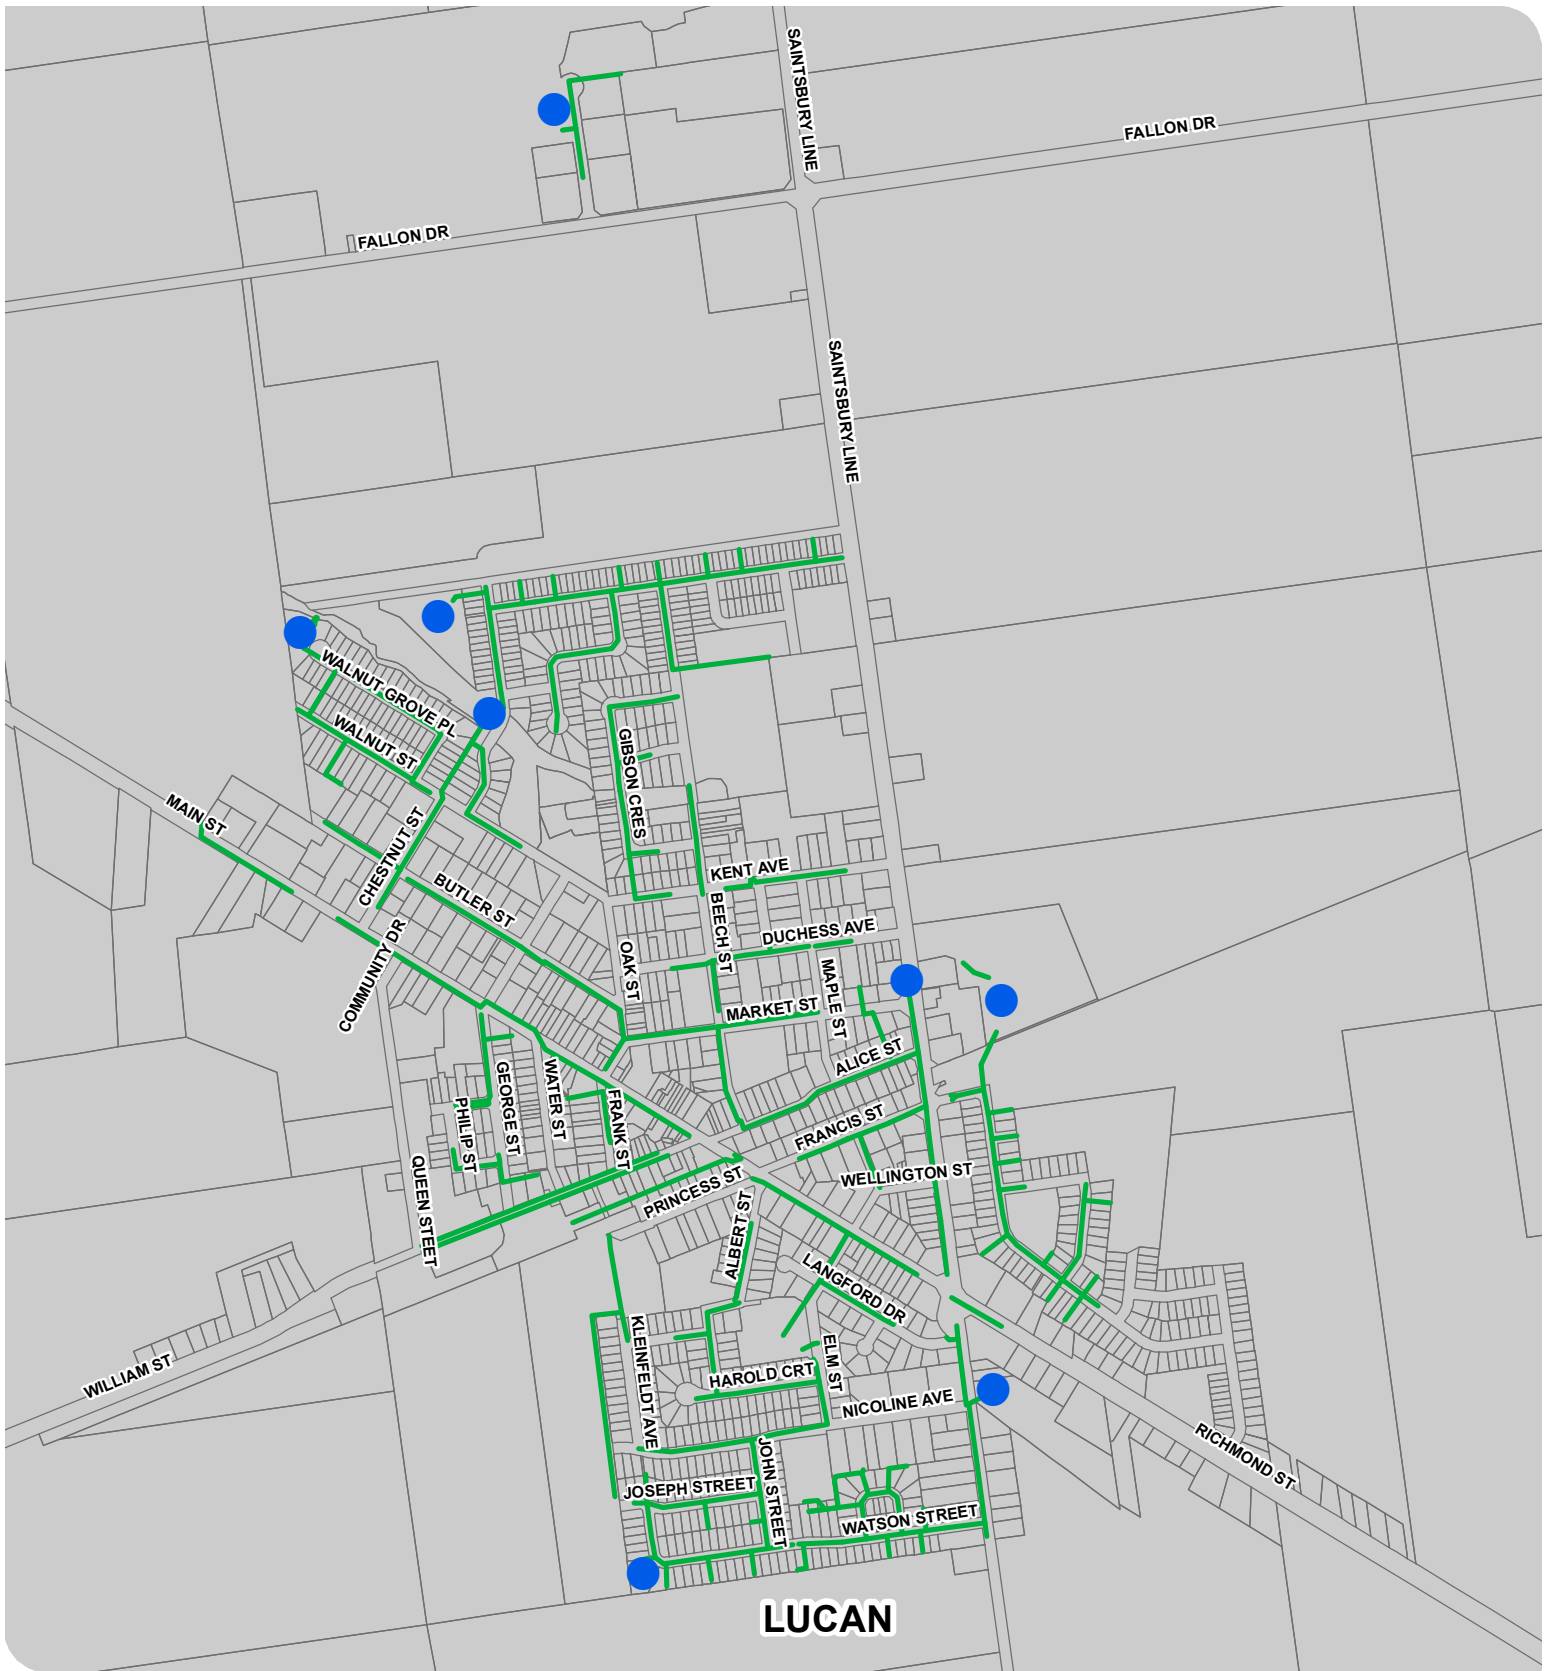 SAINTSBURY LINE
FALLON DR
FALLON DR
SAINTSBURY LINE
WALNUT GROVE PL
WALNUT ST
GIBSON CRES
MAIN ST
CHESTNUT ST
KENT AVE
BUTLER ST
BEECH ST
DUCHESS AVE
COMMUNITY DR
OAK ST
MAPLE ST
MARKET ST
ALICE ST
GEORGE ST
WATER ST
FRANK ST
PHILIP ST
FRANCIS ST
QUEEN STEET
WELLINGTON ST
PRINCESS ST
ALBERT ST
LANGFORD DR
KLEINFELDT AVE
ELM ST
WILLIAM ST
HAROLD CRT
NICOLINE AVE
RICHMOND ST
JOHN STREET
JOSEPH STREET
WATSON STREET
LUCAN